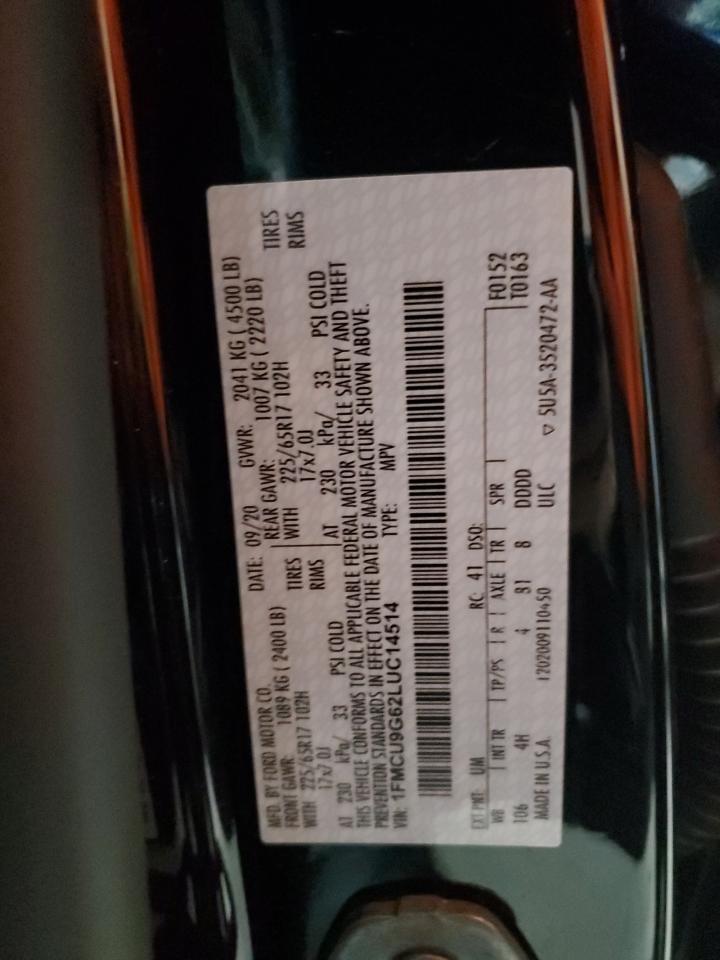 MFD. BY FORD MOTOR CO.
DATE: 09/20 GVWR: 2041 KG ( 4500 LB)
FRONT GAWR: 1089 KG ( 2400 LB)
REAR GAWR: 1007 KG ( 2220 LB)
WITH 225/65R17 102H TIRES
WITH 225/65R17 102H TIRES
17x7.0J RIMS
17x7.0J RIMS
AT 230 kPa/ 33 PSI COLD
AT 230 kPa/ 33 PSI COLD
THIS VEHICLE CONFORMS TO ALL APPLICABLE FEDERAL MOTOR VEHICLE SAFETY AND THEFT
PREVENTION STANDARDS IN EFFECT ON THE DATE OF MANUFACTURE SHOWN ABOVE.
VIN: 1FMCU9G62LUC14514 TYPE: MPV
EXT PNT: UM RC: 41 DSO: F0152
WB INT TR TP/PS R AXLE TR SPR T0163
106 4H 4 81 8 DDDD
MADE IN U.S.A. 1202009110450 ULC ▽ 5U5A-3520472-AA